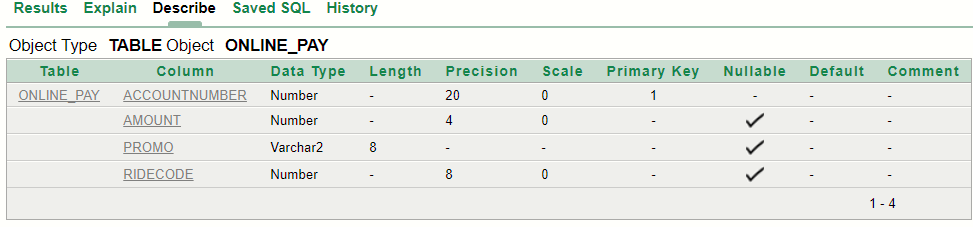 Results Explain Describe Saved SQL History
Object Type TABLE Object ONLINE_PAY
Table Column Data Type Length Precision Scale Primary Key Nullable Default Comment
ONLINE_PAY ACCOUNTNUMBER Number - 20 0 1 - - -
AMOUNT Number - 4 0 - ✓ - -
PROMO Varchar2 8 - - - ✓ - -
RIDECODE Number - 8 0 - ✓ - -
1 - 4